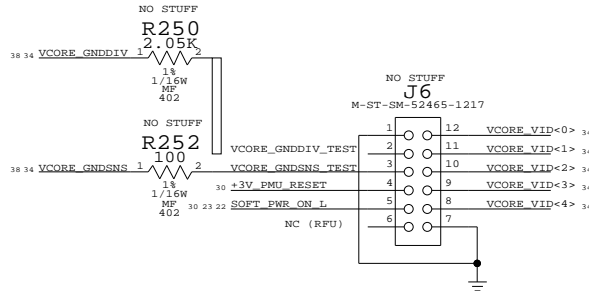 NO STUFF
R250
2.05K
38 34 VCORE_GNDDIV 1 2
1%
1/16W
MF
402
NO STUFF
R252
100
38 34 VCORE_GNDSNS 1 2
1%
1/16W
MF
402
NO STUFF
J6
M-ST-SM-52465-1217
1 12 VCORE_VID<0> 34
VCORE_GNDDIV_TEST 2 11 VCORE_VID<1> 34
VCORE_GNDSNS_TEST 3 10 VCORE_VID<2> 34
30 +3V_PMU_RESET 4 9 VCORE_VID<3> 34
30 23 22 SOFT_PWR_ON_L 5 8 VCORE_VID<4> 34
NC (RFU) 6 7